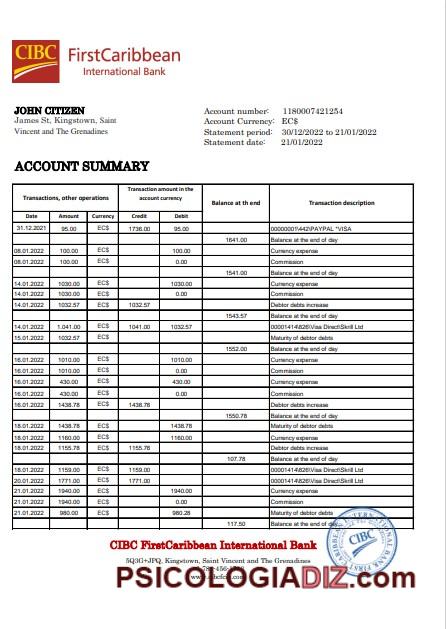 CIBC FirstCaribbean
International Bank
JOHN CITIZEN
James St, Kingstown, Saint
Vincent and The Grenadines
Account number: 1180007421254
Account Currency: EC$
Statement period: 30/12/2022 to 21/01/2022
Statement date: 21/01/2022
ACCOUNT SUMMARY
Transactions, other operations Transaction amount in the account currency Balance at th end Transaction description
Date Amount Currency Credit Debit
31.12.2021 95.00 EC$ 1736.00 95.00 00000001\442\PAYPAL *VISA
1641.00 Balance at the end of day
08.01.2022 100.00 EC$ 100.00 Currency expense
08.01.2022 100.00 EC$ 0.00 Commission
1541.00 Balance at the end of day
14.01.2022 1030.00 EC$ 1030.00 Currency expense
14.01.2022 1030.00 EC$ 0.00 Commission
14.01.2022 1032.57 EC$ 1032.57 Debtor debts increase
1543.57 Balance at the end of day
14.01.2022 1.041.00 EC$ 1041.00 1032.57 00001414\826\Visa Direct\Skrill Ltd
15.01.2022 1032.57 EC$ Maturity of debtor debts
1552.00 Balance at the end of day
16.01.2022 1010.00 EC$ 1010.00 Currency expense
16.01.2022 1010.00 EC$ 0.00 Commission
16.01.2022 430.00 EC$ 430.00 Currency expense
16.01.2022 430.00 EC$ 0.00 Commission
16.01.2022 1438.78 EC$ 1438.78 Debtor debts increase
1550.78 Balance at the end of day
18.01.2022 1438.78 EC$ 1438.78 Maturity of debtor debts
18.01.2022 1160.00 EC$ 1160.00 Currency expense
18.01.2022 1155.76 EC$ 1155.76 Debtor debts increase
107.78 Balance at the end of day
18.01.2022 1159.00 EC$ 1159.00 00001414\826\Visa Direct\Skrill Ltd
20.01.2022 1771.00 EC$ 1771.00 00001414\826\Visa Direct\Skrill Ltd
21.01.2022 1940.00 EC$ 1940.00 Currency expense
21.01.2022 1940.00 EC$ 0.00 Commission
21.01.2022 980.00 EC$ 980.28 Maturity of debtor debts
117.50 Balance at the end of day
CIBC FirstCaribbean International Bank
5Q3G+JPQ, Kingstown, Saint Vincent and The Grenadines
PSICOLOGIADIZ.com
CIBC